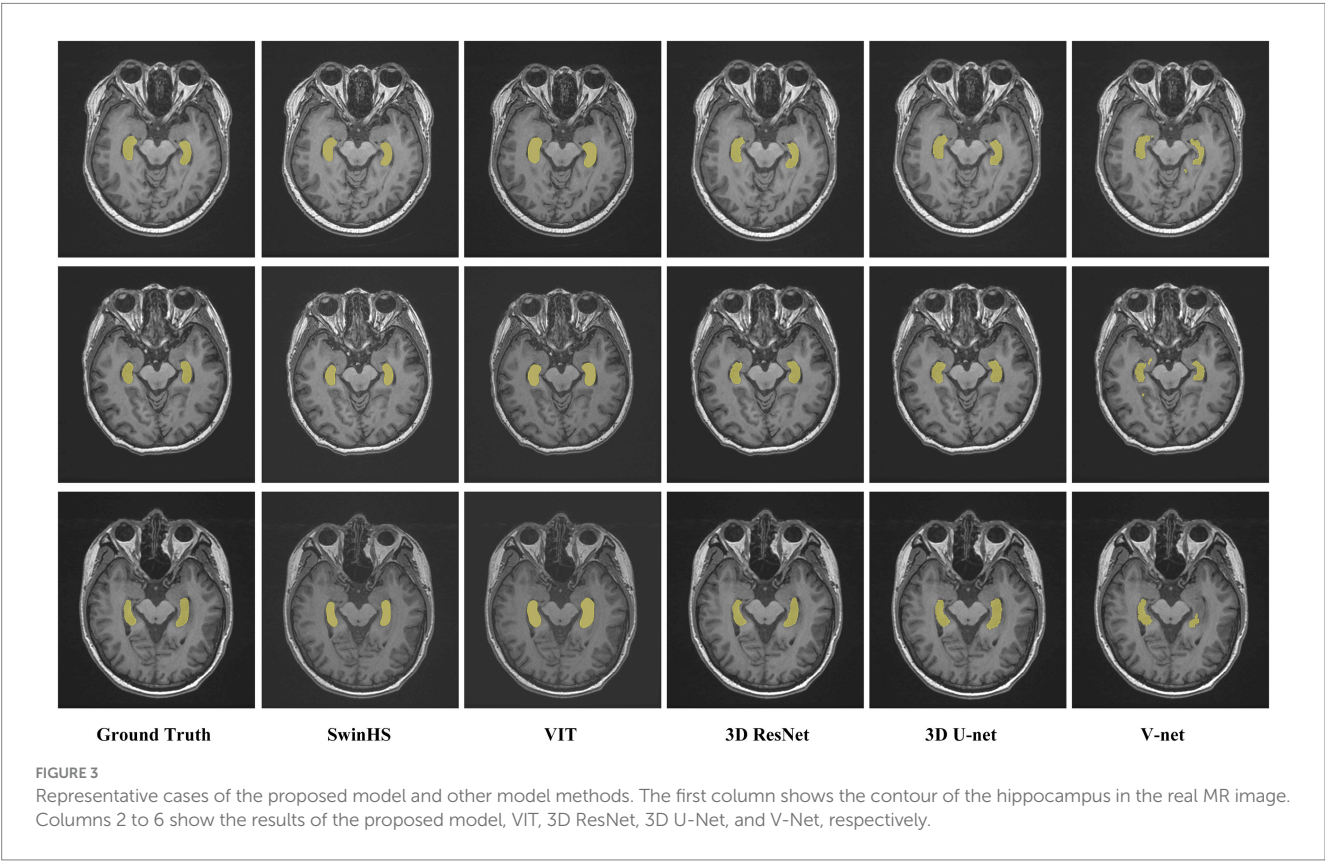 Ground Truth SwinHS VIT 3D ResNet 3D U-net V-net
FIGURE 3
Representative cases of the proposed model and other model methods. The first column shows the contour of the hippocampus in the real MR image.
Columns 2 to 6 show the results of the proposed model, VIT, 3D ResNet, 3D U-Net, and V-Net, respectively.